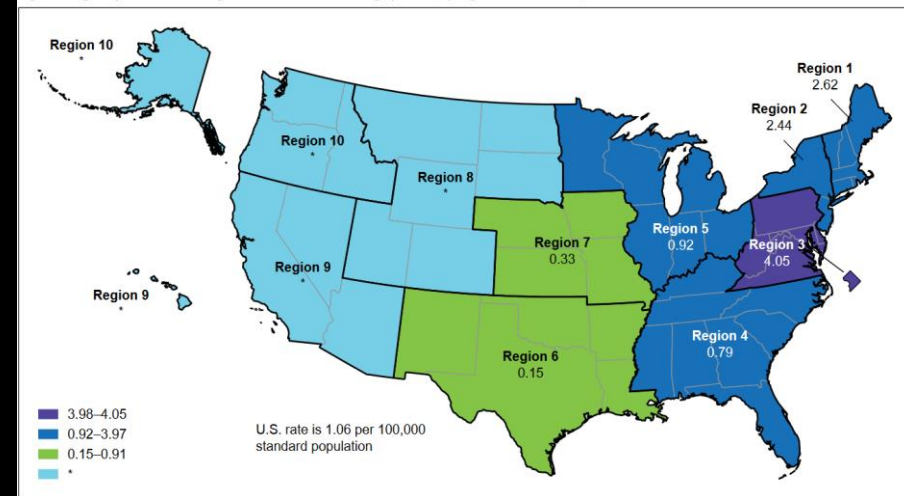 Region 10
*
Region 1
2.62
Region 2
2.44
Region 10
*
Region 8
*
Region 7
0.33
Region 5
0.92
Region 3
4.05
Region 9
*
Region 9
*
Region 6
0.15
Region 4
0.79
3.98–4.05
0.92–3.97
0.15–0.91
*
U.S. rate is 1.06 per 100,000
standard population